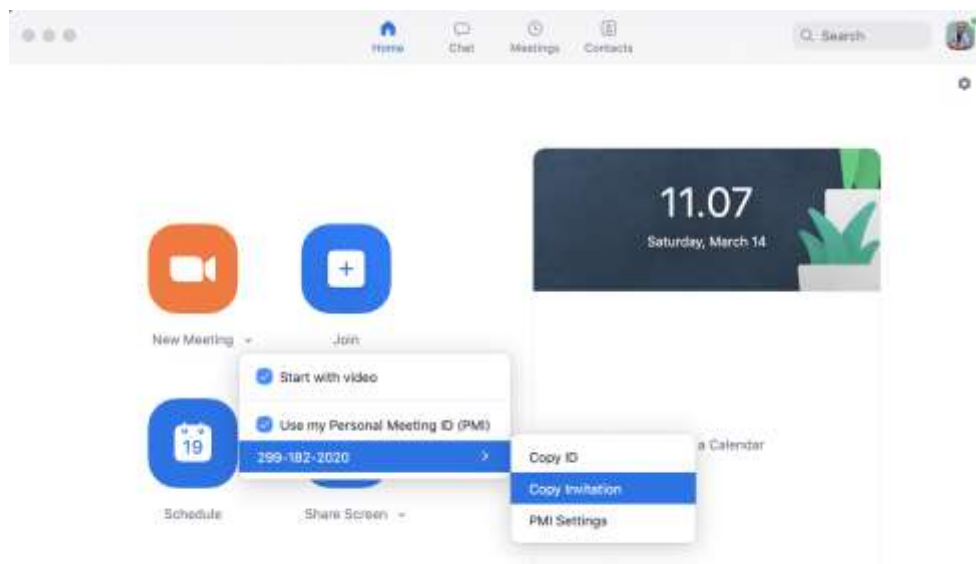 Home
Chat
Meetings
Contacts
Search
11.07
Saturday, March 14
New Meeting
Join
Start with video
Use my Personal Meeting ID (PMI)
19
299-182-2020
Copy ID
a Calendar
Copy Invitation
Schedule
Share Screen
PMI Settings